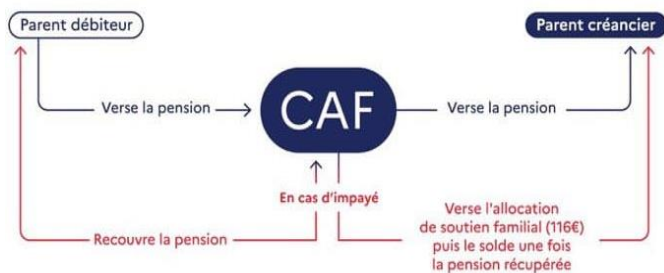 Parent débiteur
Parent créancier
Verse la pension
CAF
Verse la pension
En cas d'impayé
Recouvre la pension
Verse l'allocation
de soutien familial (116€)
puis le solde une fois
la pension récupérée